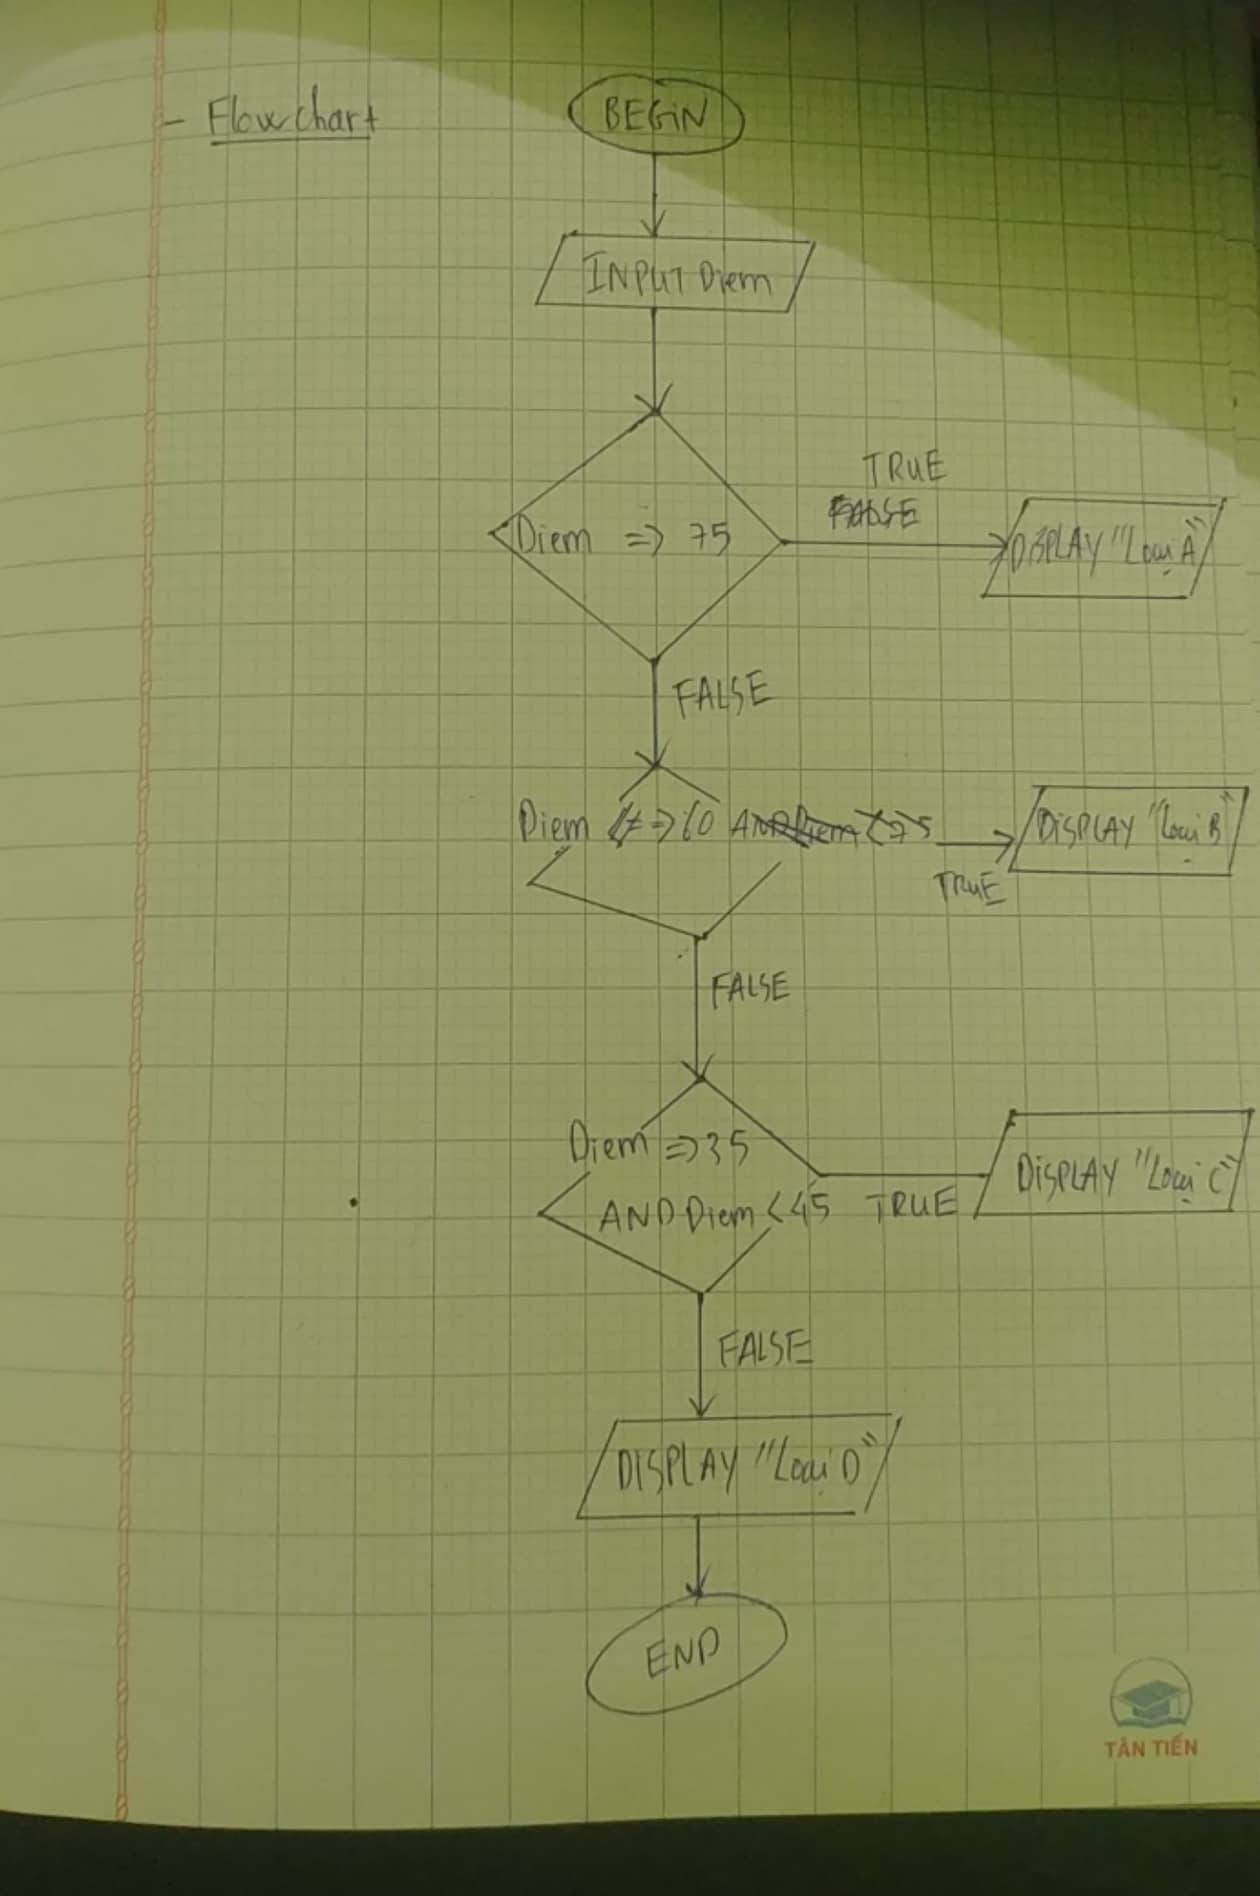 - Flowchart
BEGIN
INPUT Diem
TRUE
FALSE
Diem => 75
DISPLAY "Loại A"
FALSE
Diem => 60 AND Diem < 75
DISPLAY "Loại B"
TRUE
FALSE
Diem => 35
AND Diem < 45
TRUE
DISPLAY "Loại C"
FALSE
DISPLAY "Loại D"
END
TÂN TIẾN